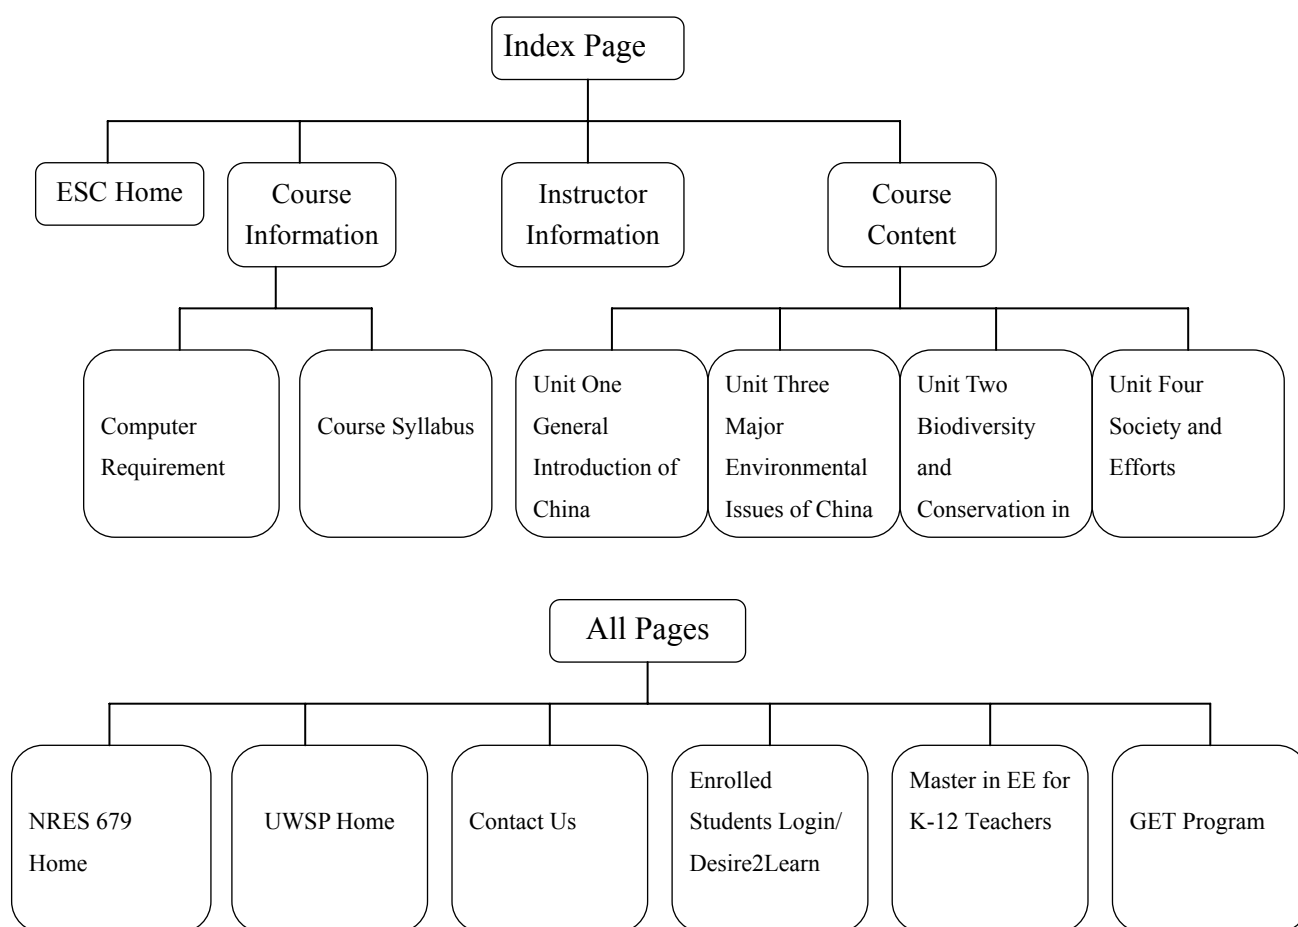 Index Page
ESC Home
Course
Information
Instructor
Information
Course
Content
Computer
Requirement
Course Syllabus
Unit One
General
Introduction of
China
Unit Three
Major
Environmental
Issues of China
Unit Two
Biodiversity
and
Conservation in
Unit Four
Society and
Efforts
All Pages
NRES 679
Home
UWSP Home
Contact Us
Enrolled
Students Login/
Desire2Learn
Master in EE for
K-12 Teachers
GET Program